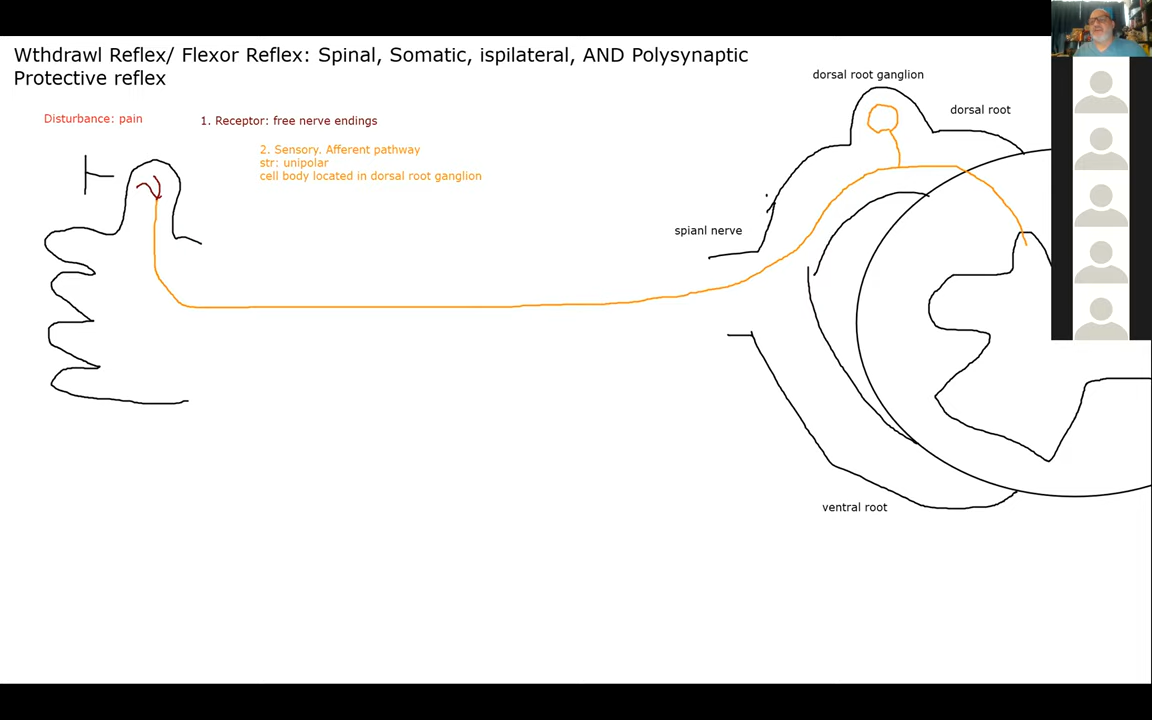 Wthdrawl Reflex/ Flexor Reflex: Spinal, Somatic, ispilateral, AND Polysynaptic
Protective reflex
dorsal root ganglion
dorsal root
Disturbance: pain
1. Receptor: free nerve endings
2. Sensory. Afferent pathway
str: unipolar
cell body located in dorsal root ganglion
spianl nerve
ventral root